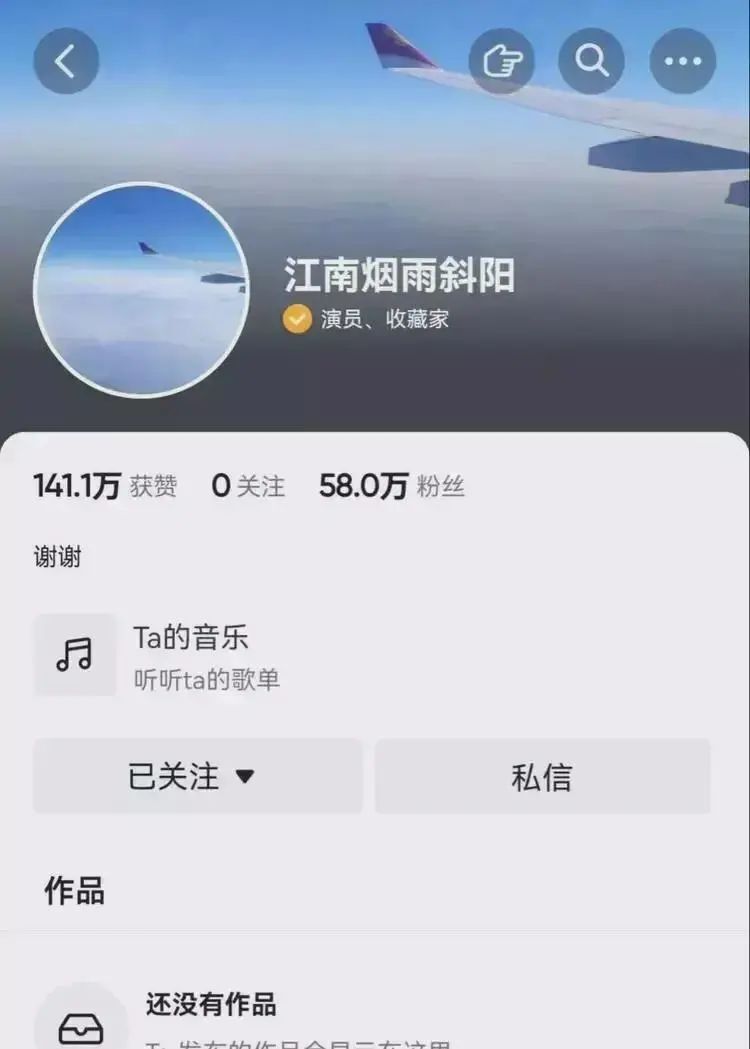 江南烟雨斜阳
演员、收藏家
141.1万 获赞 0 关注 58.0万 粉丝
谢谢
Ta的音乐
听听ta的歌单
已关注 私信
作品
还没有作品